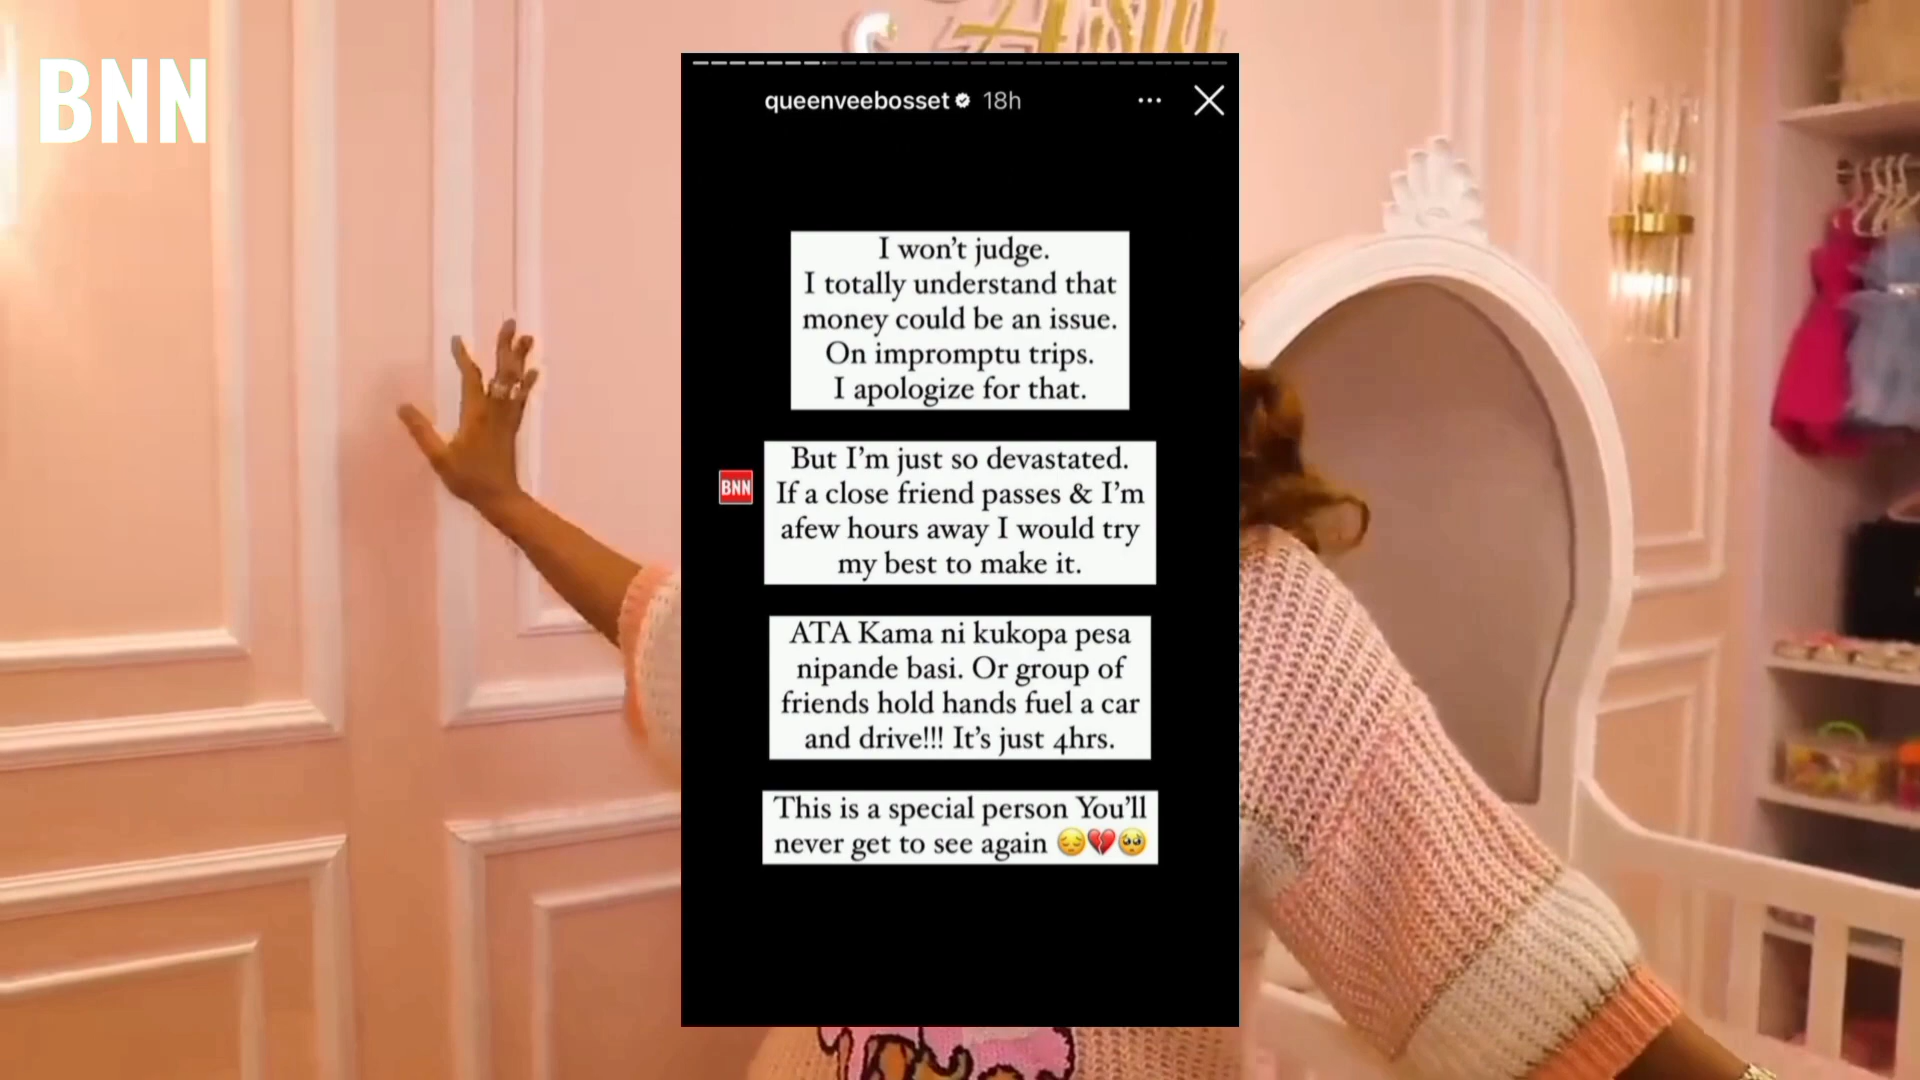 BNN
queenveebosset 18h
I won't judge.
I totally understand that
money could be an issue.
On impromptu trips.
I apologize for that.
But I'm just so devastated.
If a close friend passes & I'm
afew hours away I would try
my best to make it.
BNN
ATA Kama ni kukopa pesa
nipande basi. Or group of
friends hold hands fuel a car
and drive!!! It's just 4hrs.
This is a special person You'll
never get to see again 😔💔🥺